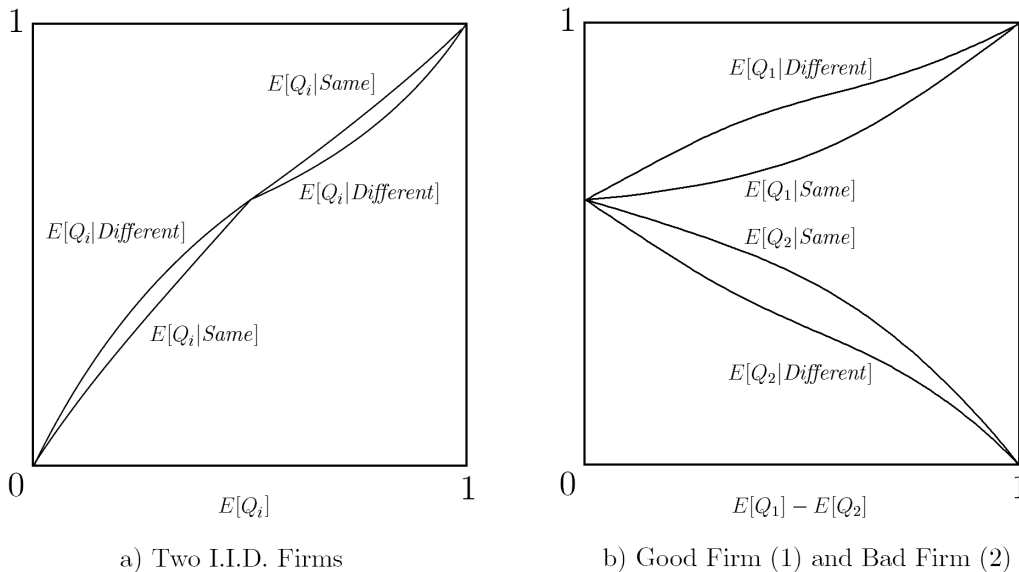 1
E[Q_i|Same]
E[Q_i|Different]
E[Q_i|Different]
E[Q_i|Same]
0
1
E[Q_i]
a) Two I.I.D. Firms
1
E[Q_1|Different]
E[Q_1|Same]
E[Q_2|Same]
E[Q_2|Different]
0
1
E[Q_1] − E[Q_2]
b) Good Firm (1) and Bad Firm (2)